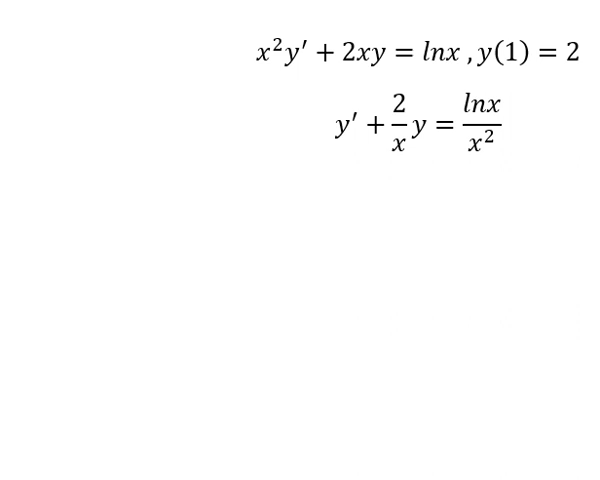 x²y′ + 2xy = lnx , y(1) = 2
y′ + 2/x y = lnx/x²